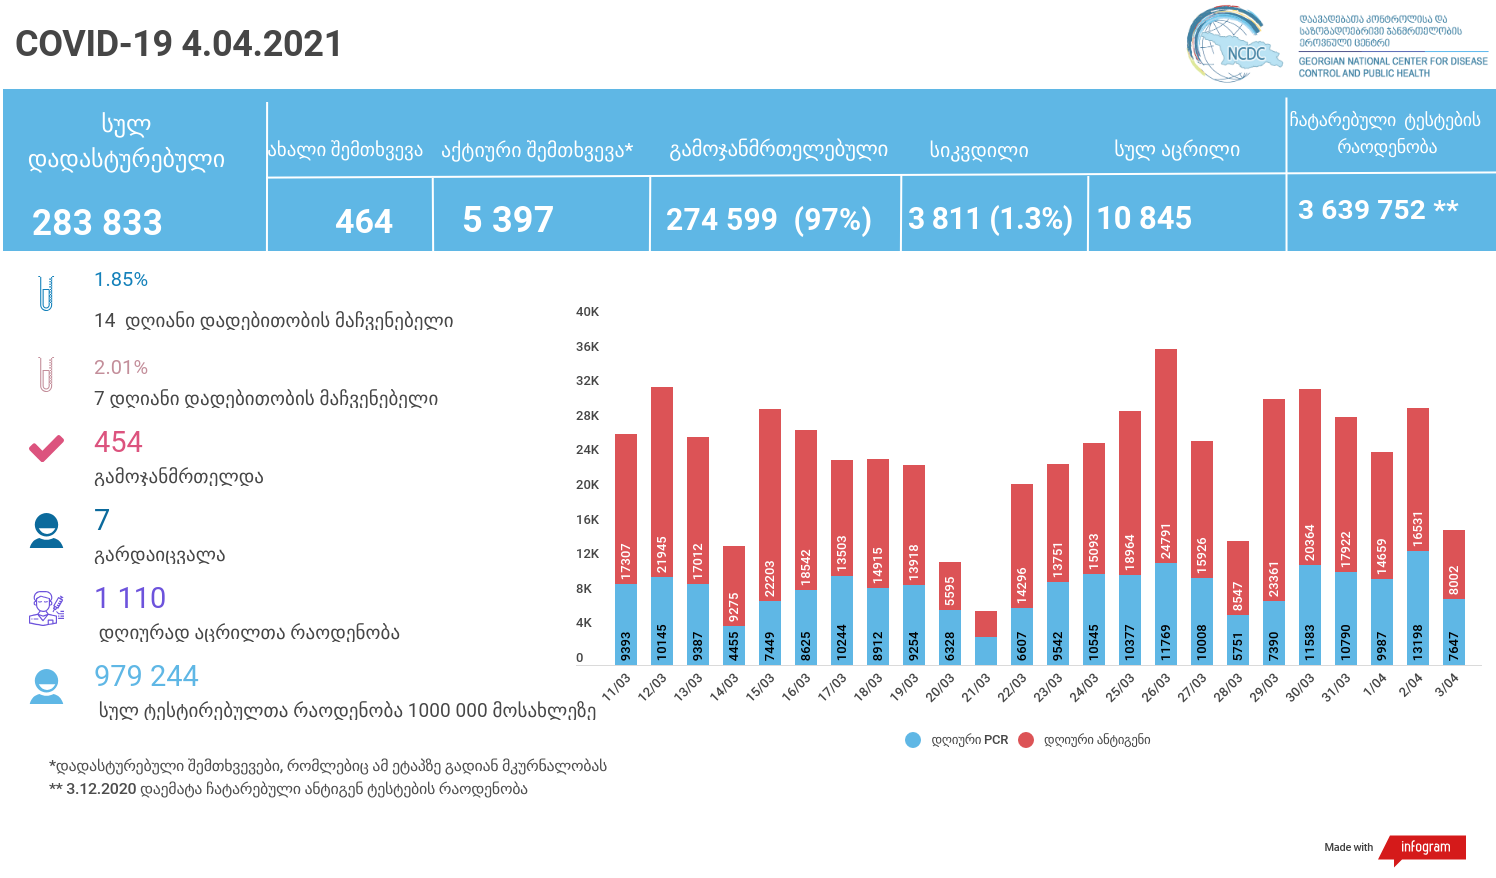 COVID-19 4.04.2021
დაავადებათა კონტროლისა და
საზოგადოებრივი ჯანმრთელობის
ეროვნული ცენტრი
NCDC
GEORGIAN NATIONAL CENTER FOR DISEASE
CONTROL AND PUBLIC HEALTH
სულ
დადასტურებული
283 833
ახალი შემთხვევა
464
აქტიური შემთხვევა*
5 397
გამოჯანმრთელებული
274 599 (97%)
სიკვდილი
3 811 (1.3%)
სულ აცრილი
10 845
ჩატარებული ტესტების
რაოდენობა
3 639 752 **
1.85%
14 დღიანი დადებითობის მაჩვენებელი
2.01%
7 დღიანი დადებითობის მაჩვენებელი
454
გამოჯანმრთელდა
7
გარდაიცვალა
1 110
დღიურად აცრილთა რაოდენობა
979 244
სულ ტესტირებულთა რაოდენობა 1000 000 მოსახლეზე
*დადასტურებული შემთხვევები, რომლებიც ამ ეტაპზე გადიან მკურნალობას
** 3.12.2020 დაემატა ჩატარებული ანტიგენ ტესტების რაოდენობა
40K
36K
32K
28K
24K
20K
16K
12K
8K
4K
0
17307 21945 17012 9275 22203 18542 13503 14915 13918 5595 14296 13751 15093 18964 24791 15926 8547 23361 20364 17922 14659 16531 8002
9393 10145 9387 4455 7449 8625 10244 8912 9254 6328 6607 9542 10545 10377 11769 10008 5751 7390 11583 10790 9987 13198 7647
11/03 12/03 13/03 14/03 15/03 16/03 17/03 18/03 19/03 20/03 21/03 22/03 23/03 24/03 25/03 26/03 27/03 28/03 29/03 30/03 31/03 1/04 2/04 3/04
დღიური PCR დღიური ანტიგენი
Made with infogram